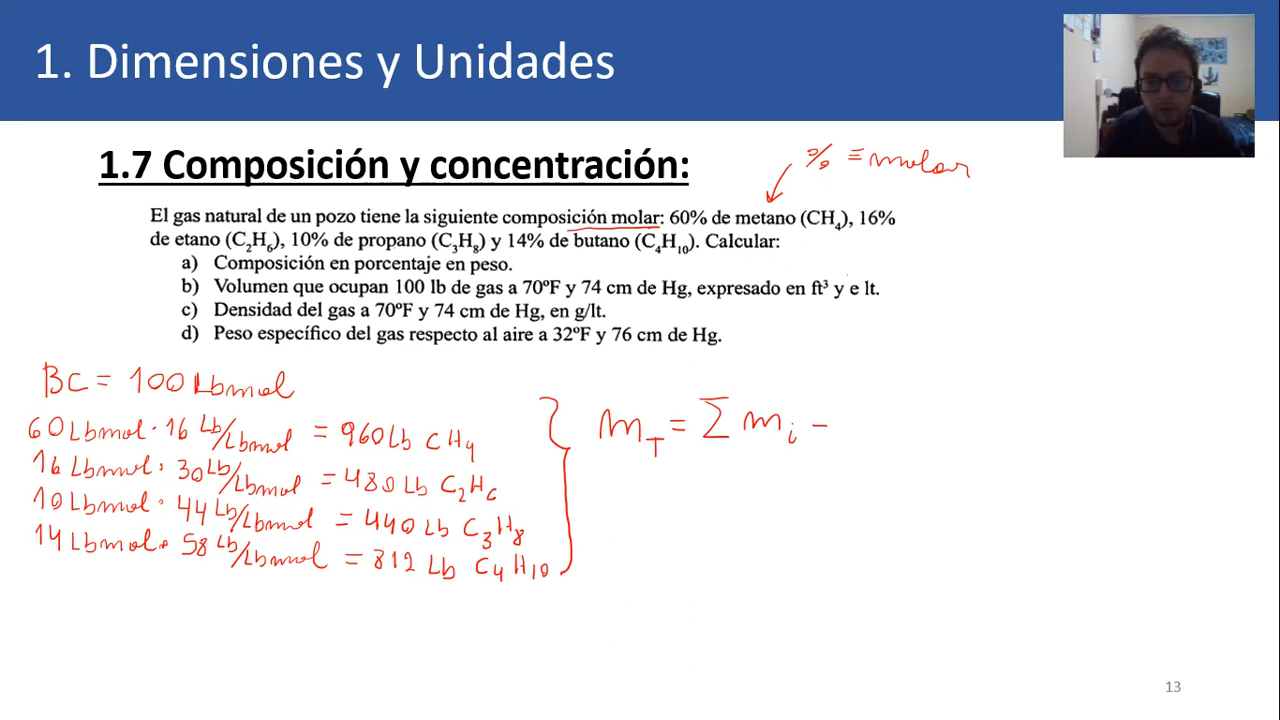 1. Dimensiones y Unidades
1.7 Composición y concentración:
% ≡ molar
El gas natural de un pozo tiene la siguiente composición molar: 60% de metano (CH₄), 16%
de etano (C₂H₆), 10% de propano (C₃H₈) y 14% de butano (C₄H₁₀). Calcular:
a) Composición en porcentaje en peso.
b) Volumen que ocupan 100 lb de gas a 70ºF y 74 cm de Hg, expresado en ft³ y e lt.
c) Densidad del gas a 70ºF y 74 cm de Hg, en g/lt.
d) Peso específico del gas respecto al aire a 32ºF y 76 cm de Hg.
BC = 100 Lbmol
60 Lbmol · 16 Lb/Lbmol = 960 Lb CH₄
16 Lbmol · 30 Lb/Lbmol = 480 Lb C₂H₆
10 Lbmol · 44 Lb/Lbmol = 440 Lb C₃H₈
14 Lbmol · 58 Lb/Lbmol = 812 Lb C₄H₁₀
m_T = Σ m_i –
13